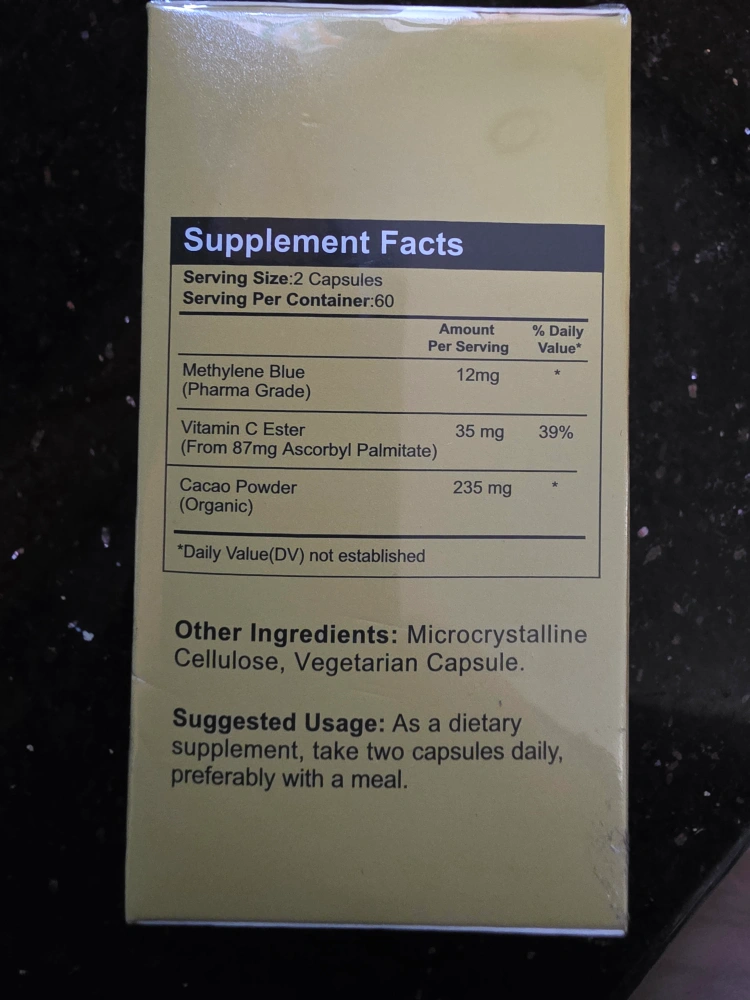 Supplement Facts
Serving Size:2 Capsules
Serving Per Container:60
Amount Per Serving % Daily Value*
Methylene Blue (Pharma Grade) 12mg *
Vitamin C Ester (From 87mg Ascorbyl Palmitate) 35 mg 39%
Cacao Powder (Organic) 235 mg *
*Daily Value(DV) not established
Other Ingredients: Microcrystalline
Cellulose, Vegetarian Capsule.
Suggested Usage: As a dietary
supplement, take two capsules daily,
preferably with a meal.